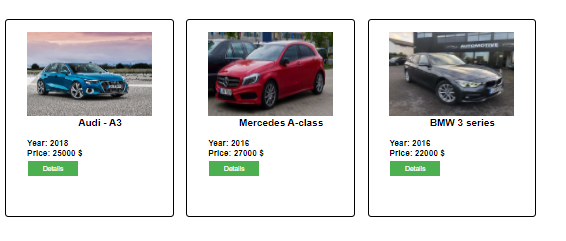 Audi - A3
Year: 2018
Price: 25000 $
Details
Mercedes A-class
Year: 2016
Price: 27000 $
Details
AUTOMOTIVE
BMW 3 series
Year: 2016
Price: 22000 $
Details